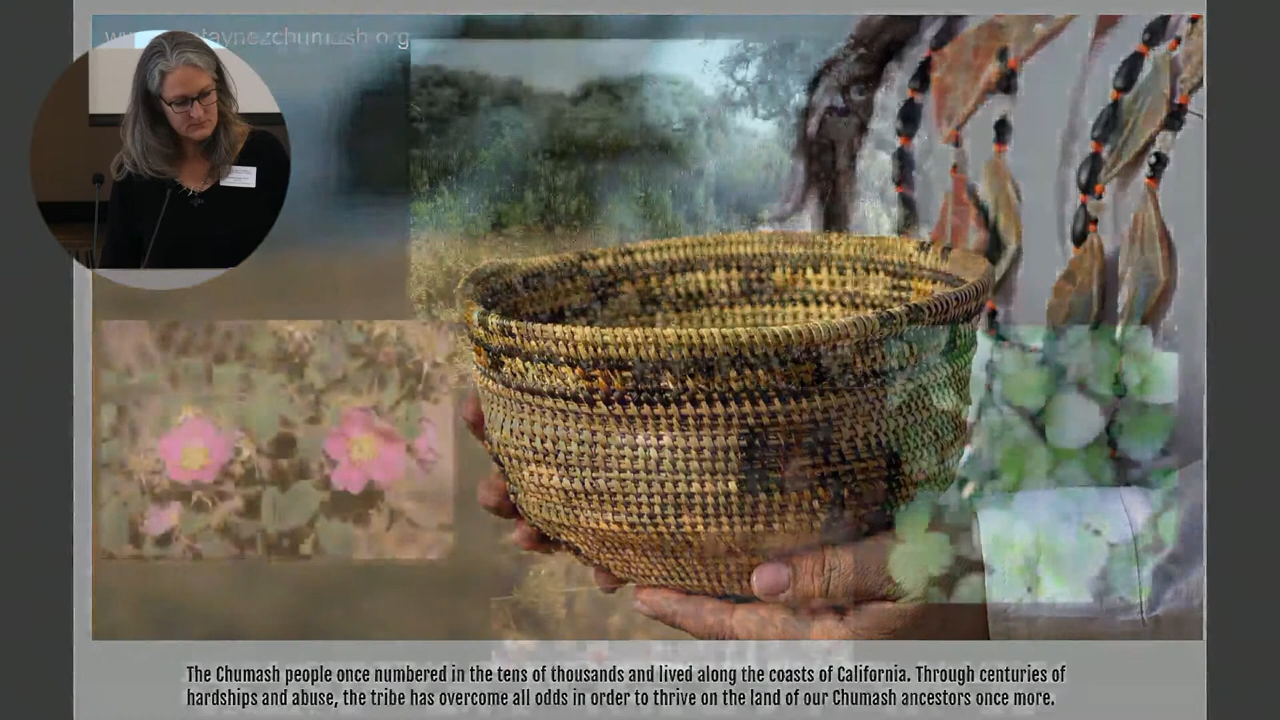 The Chumash people once numbered in the tens of thousands and lived along the coasts of California. Through centuries of
hardships and abuse, the tribe has overcome all odds in order to thrive on the land of our Chumash ancestors once more.